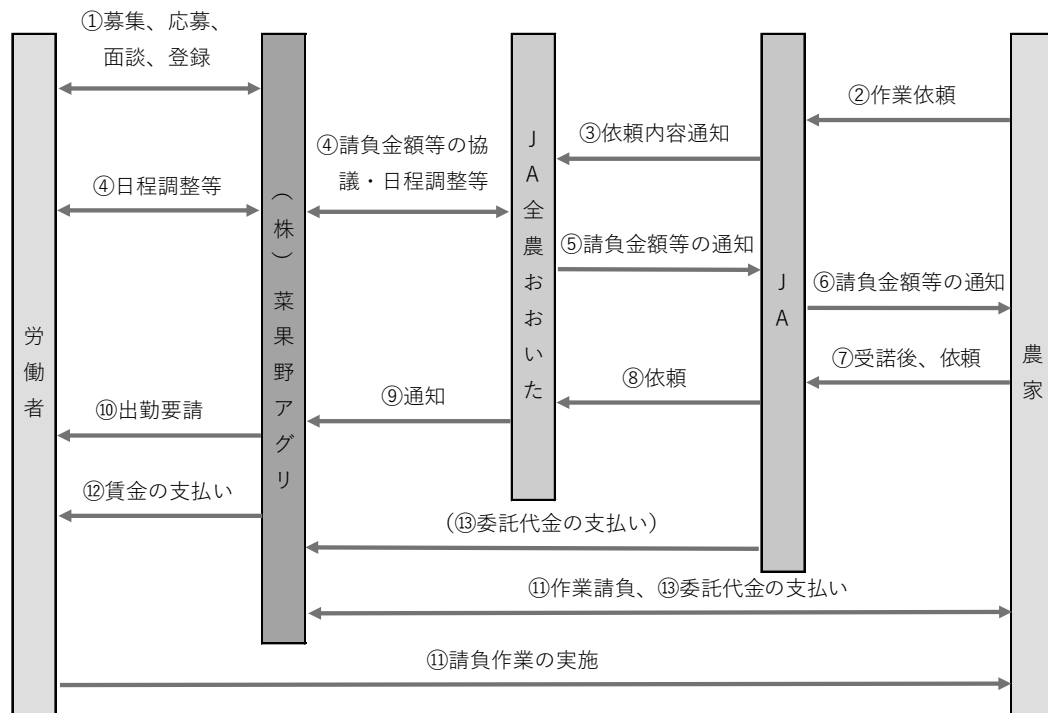 ①募集、応募、
面談、登録
②作業依頼
③依頼内容通知
④請負金額等の協
議・日程調整等
④日程調整等
⑤請負金額等の通知
⑥請負金額等の通知
⑦受諾後、依頼
⑧依頼
⑨通知
⑩出勤要請
⑫賃金の支払い
（⑬委託代金の支払い）
⑪作業請負、⑬委託代金の支払い
⑪請負作業の実施
労働者
（株）菜果野アグリ
ＪＡ全農おおいた
ＪＡ
農家